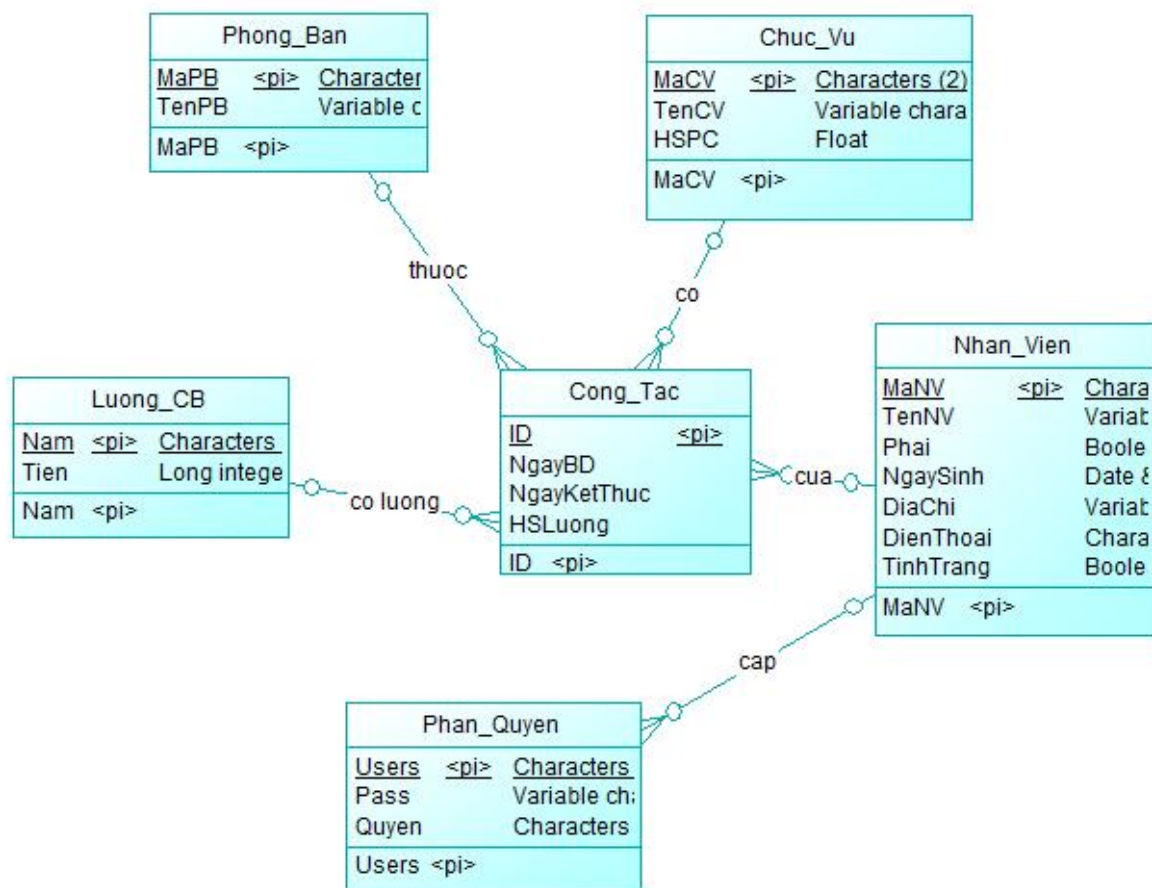 Phong_Ban
MaPB <pi> Character
TenPB Variable c
MaPB <pi>
Chuc_Vu
MaCV <pi> Characters (2)
TenCV Variable chara
HSPC Float
MaCV <pi>
thuoc
co
Nhan_Vien
MaNV <pi> Chara
TenNV Variab
Phai Boole
NgaySinh Date &
DiaChi Variab
DienThoai Chara
TinhTrang Boole
MaNV <pi>
Luong_CB
Nam <pi> Characters
Tien Long intege
Nam <pi>
co luong
Cong_Tac
ID <pi>
NgayBD
NgayKetThuc
HSLuong
ID <pi>
cua
cap
Phan_Quyen
Users <pi> Characters
Pass Variable cha
Quyen Characters
Users <pi>